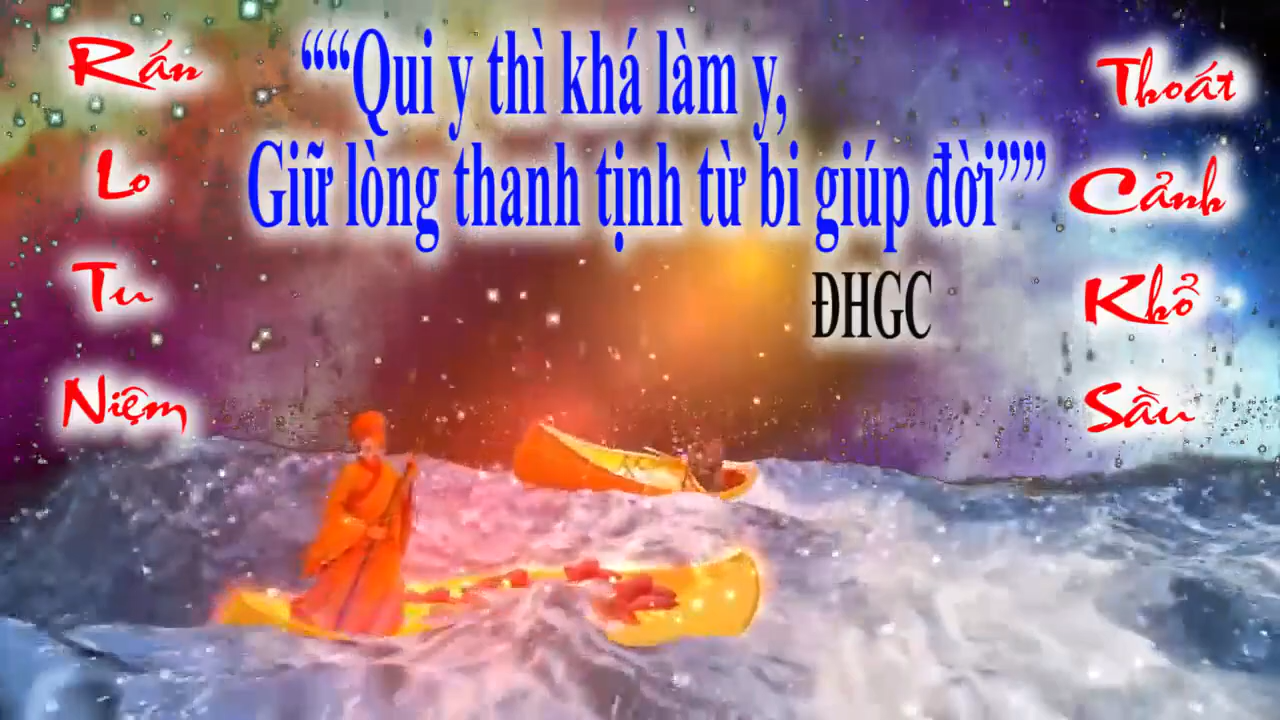 Rán
Lo
Tu
Niệm
““Qui y thì khá làm y,
Giữ lòng thanh tịnh từ bi giúp đời””
ĐHGC
Thoát
Cảnh
Khổ
Sầu